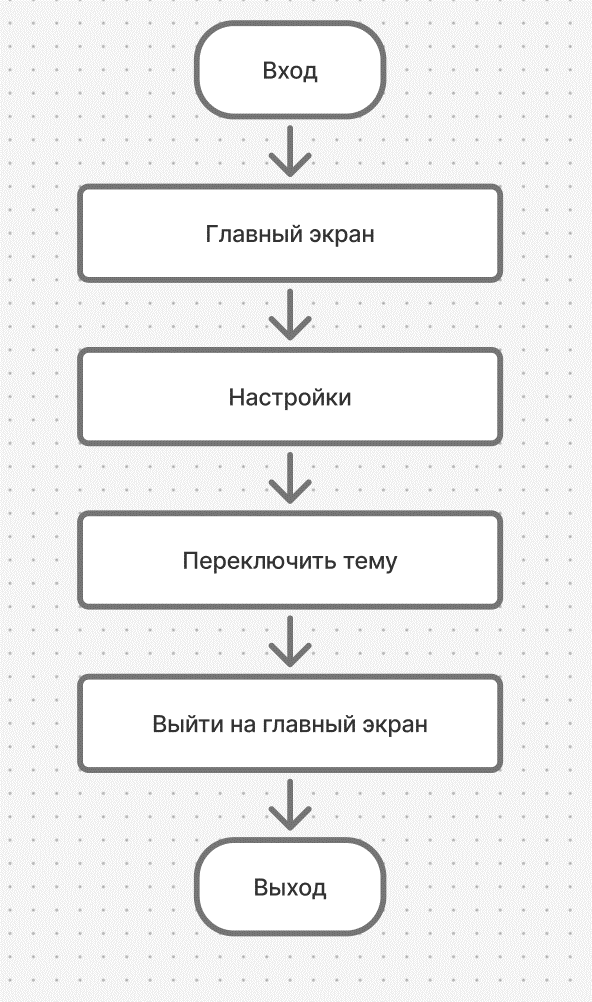 Вход
Главный экран
Настройки
Переключить тему
Выйти на главный экран
Выход